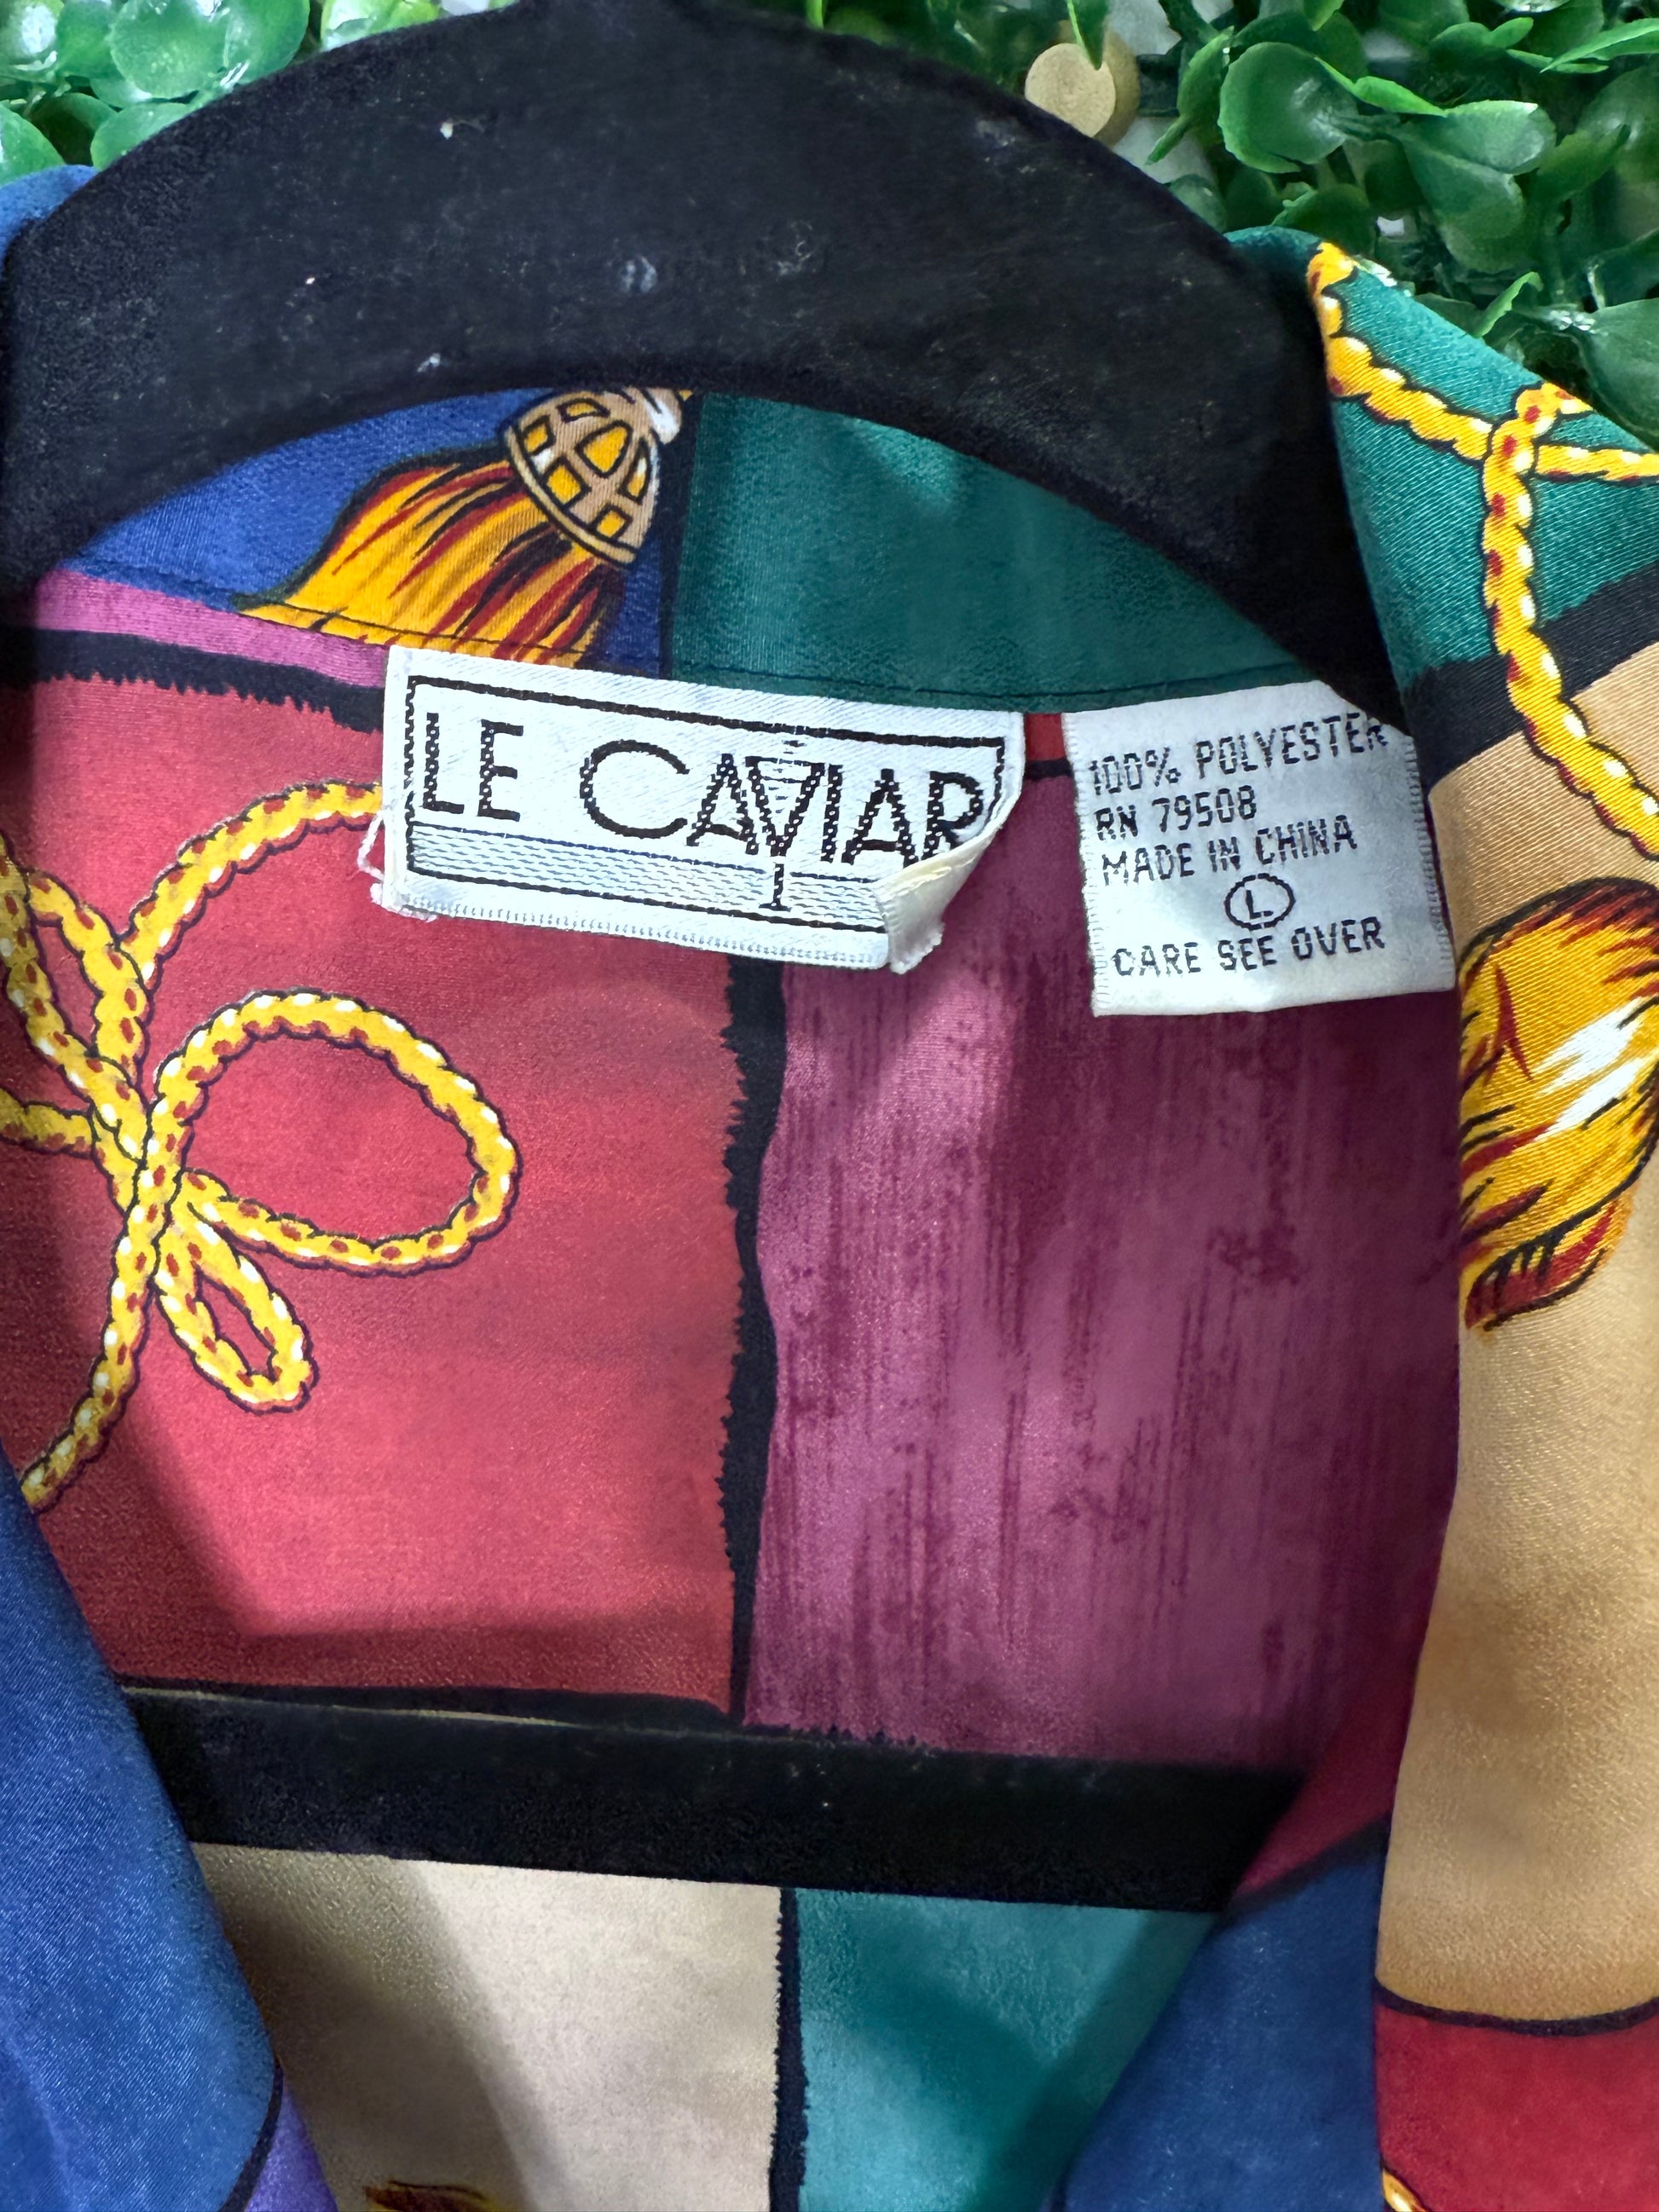 LE CAVIAR
100% POLYESTER
RN 79508
MADE IN CHINA
L
CARE SEE OVER